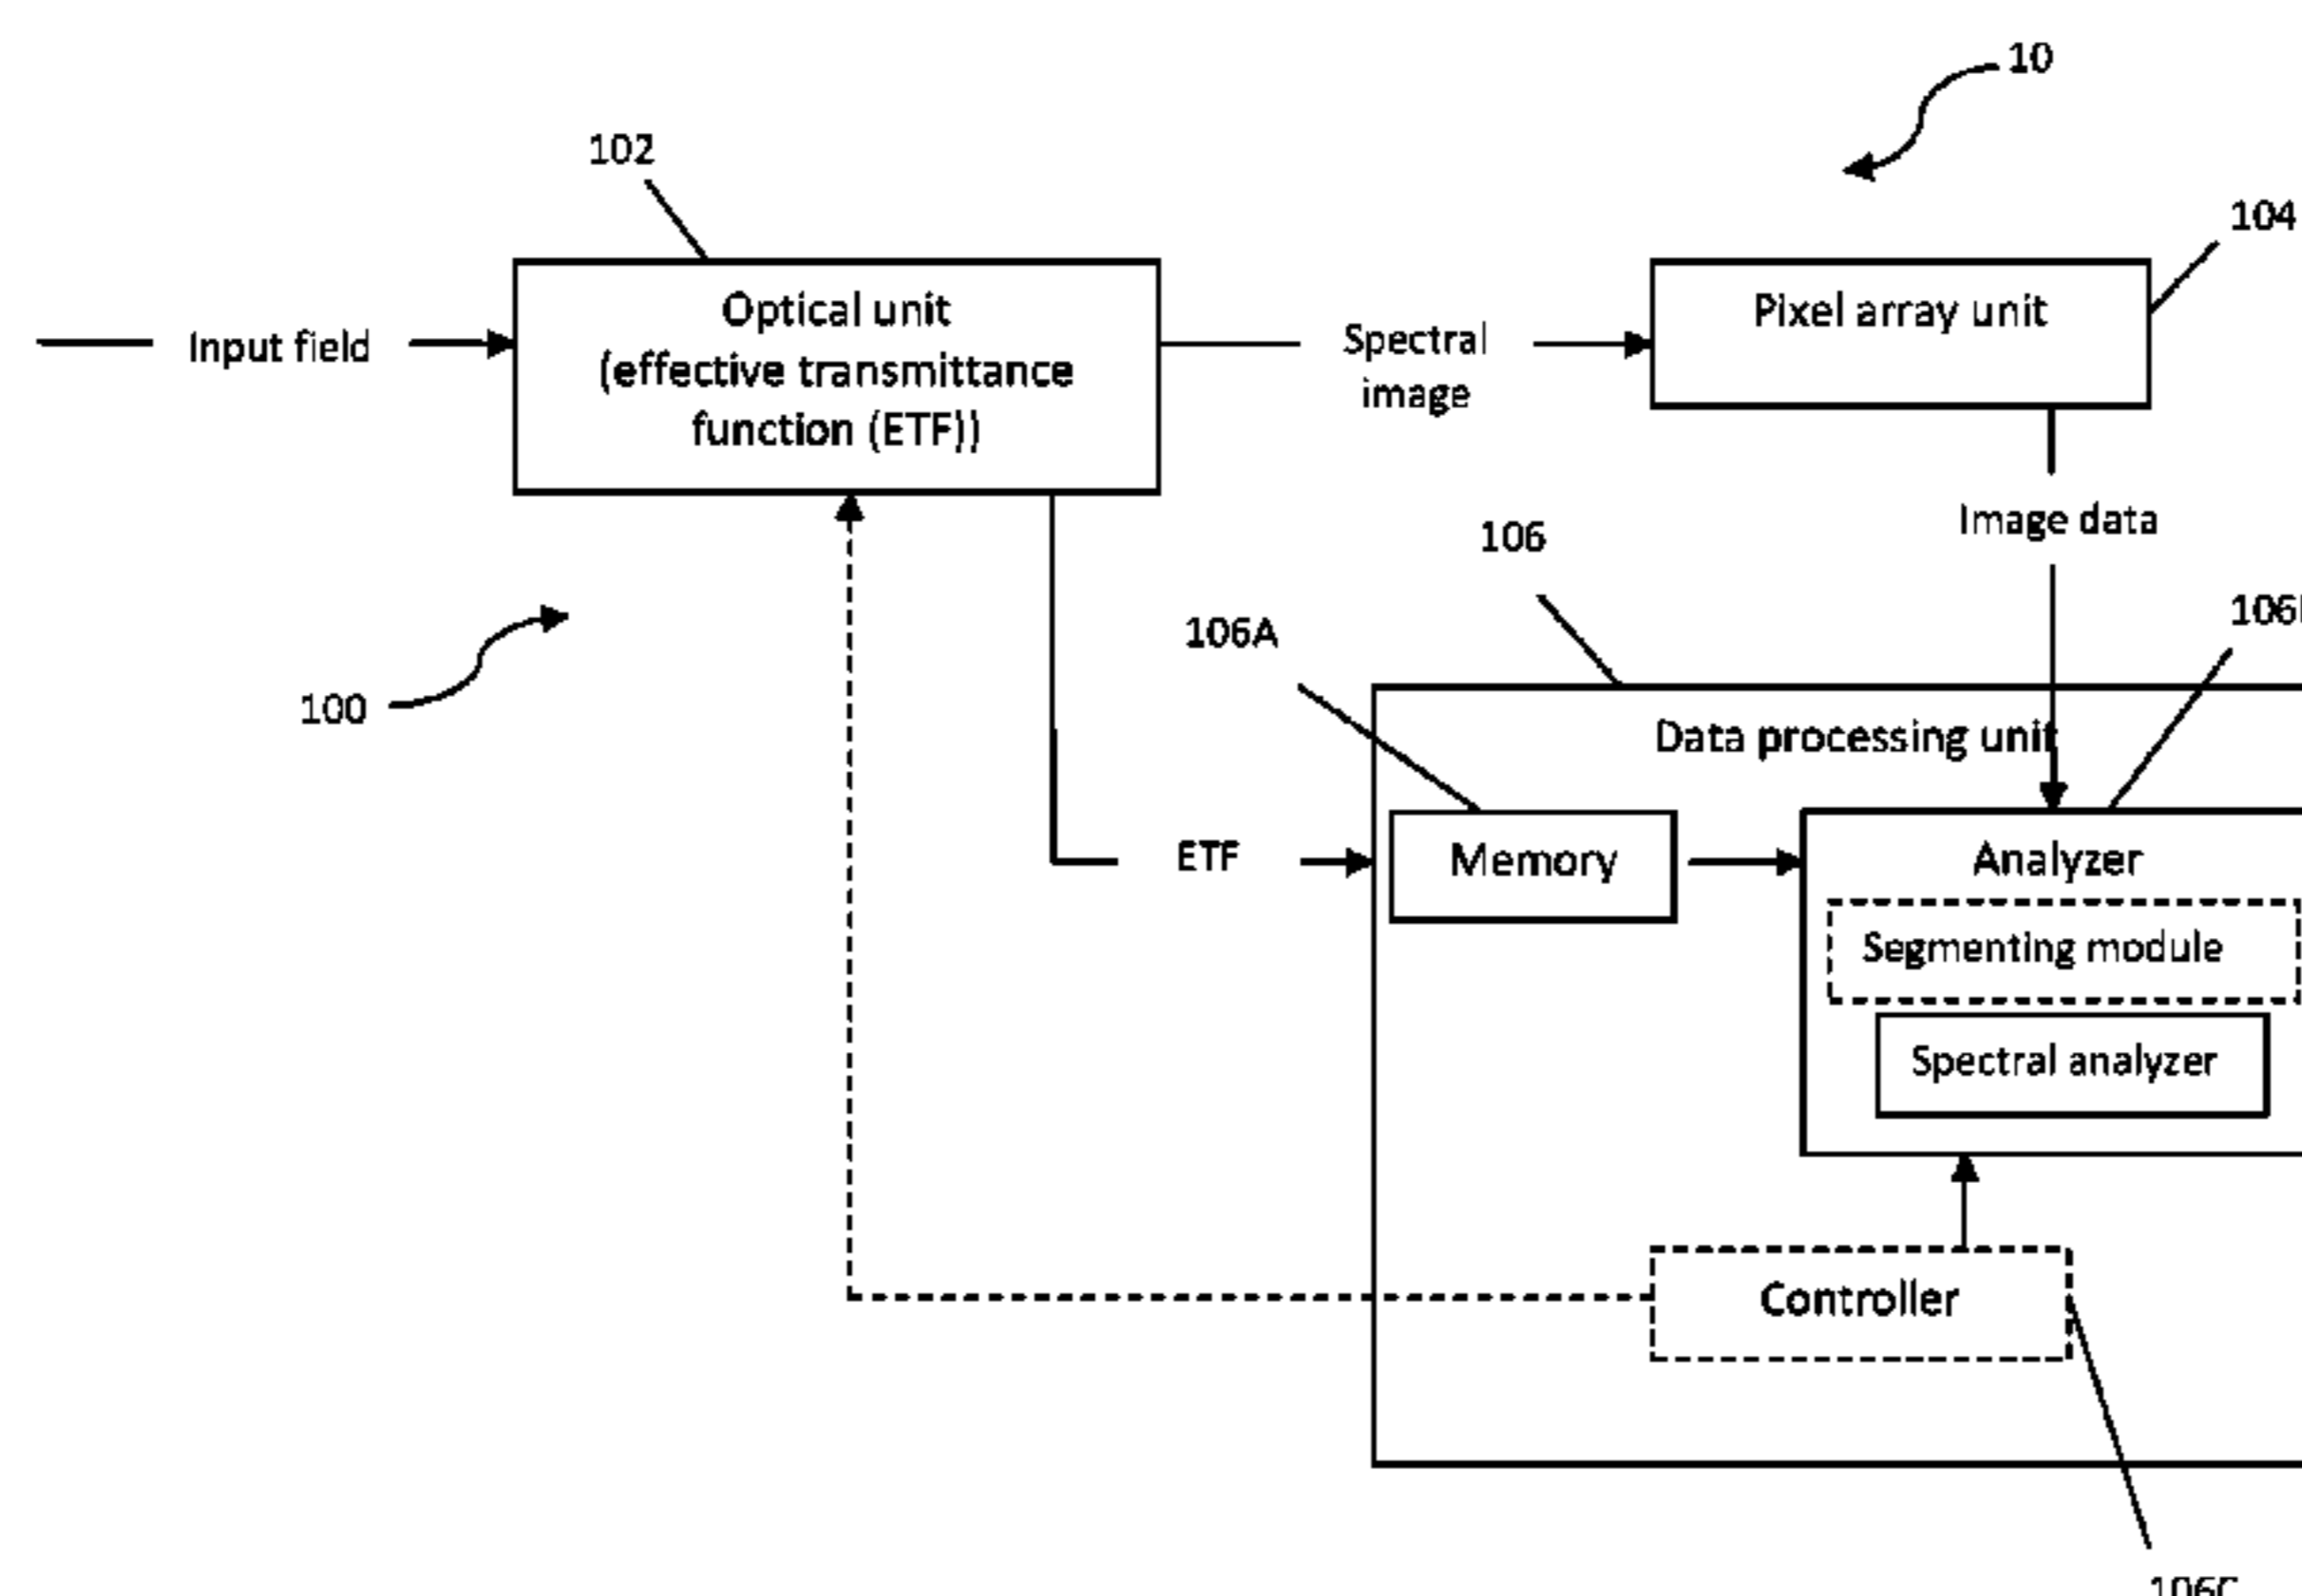 10
102
104
Optical unit
(effective transmittance
function (ETF))
Pixel array unit
Input field
Spectral
image
Image data
106
106A
100
Data processing unit
ETF
Memory
Analyzer
Segmenting module
Spectral analyzer
Controller